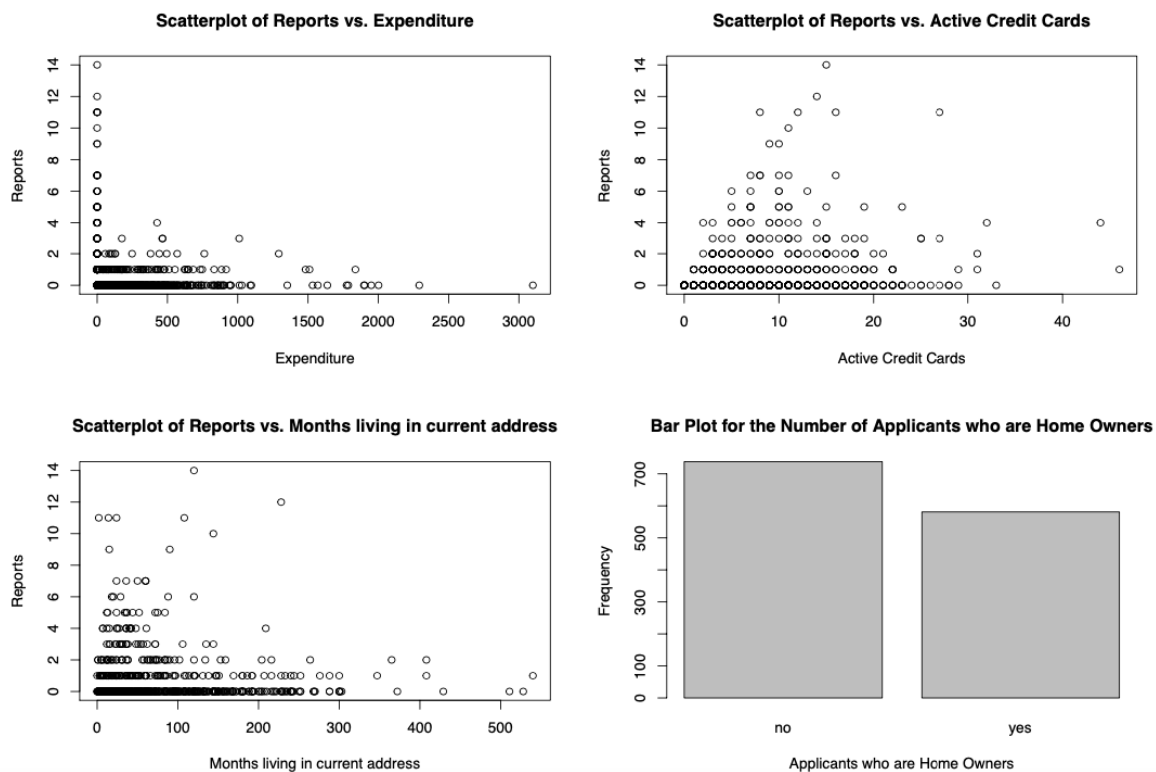 Scatterplot of Reports vs. Expenditure
Reports
0 2 4 6 8 10 12 14
0 500 1000 1500 2000 2500 3000
Expenditure
Scatterplot of Reports vs. Active Credit Cards
Reports
0 2 4 6 8 10 12 14
0 10 20 30 40
Active Credit Cards
Scatterplot of Reports vs. Months living in current address
Reports
0 2 4 6 8 10 12 14
0 100 200 300 400 500
Months living in current address
Bar Plot for the Number of Applicants who are Home Owners
Frequency
0 100 300 500 700
no yes
Applicants who are Home Owners